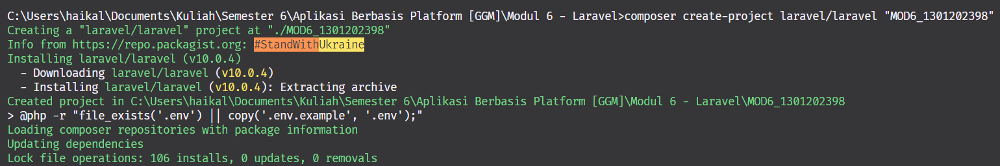 C:\Users\haikal\Documents\Kuliah\Semester 6\Aplikasi Berbasis Platform [GGM]\Modul 6 - Laravel>composer create-project laravel/laravel "MOD6_1301202398"
Creating a "laravel/laravel" project at "./MOD6_1301202398"
Info from https://repo.packagist.org: #StandWithUkraine
Installing laravel/laravel (v10.0.4)
  - Downloading laravel/laravel (v10.0.4)
  - Installing laravel/laravel (v10.0.4): Extracting archive
Created project in C:\Users\haikal\Documents\Kuliah\Semester 6\Aplikasi Berbasis Platform [GGM]\Modul 6 - Laravel\MOD6_1301202398
> @php -r "file_exists('.env') || copy('.env.example', '.env');"
Loading composer repositories with package information
Updating dependencies
Lock file operations: 106 installs, 0 updates, 0 removals